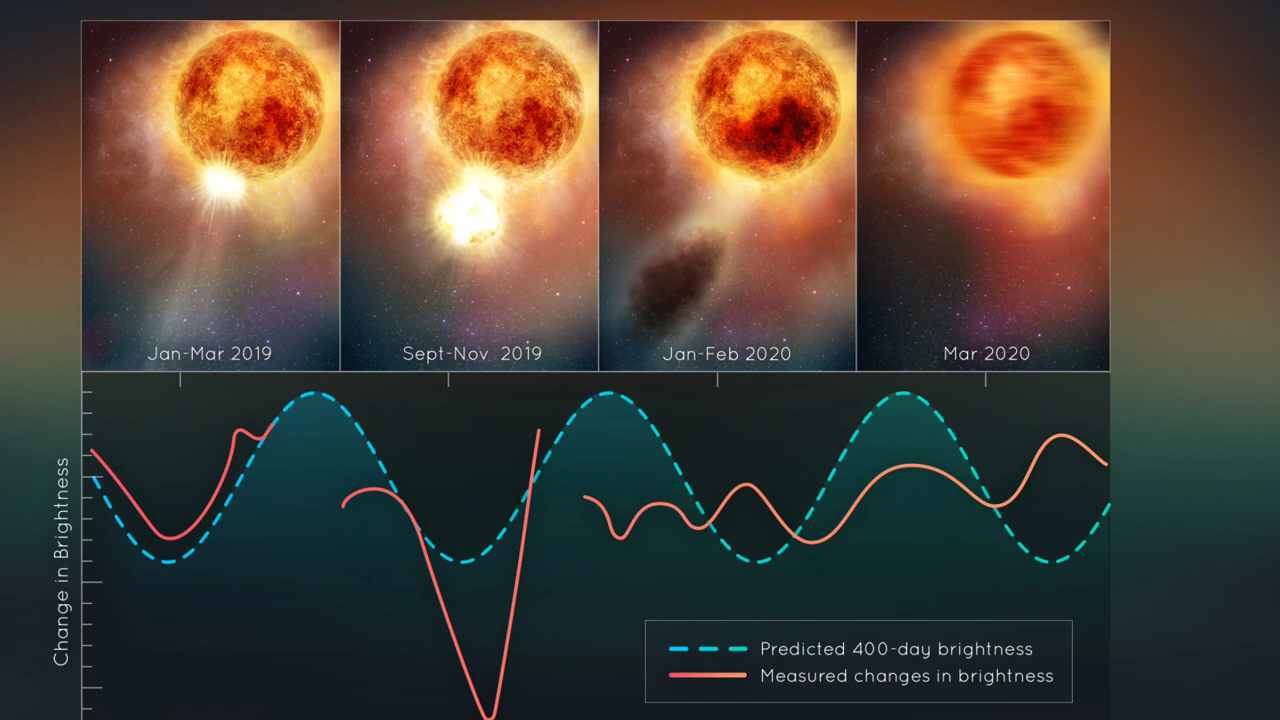 Jan-Mar 2019
Sept-Nov 2019
Jan-Feb 2020
Mar 2020
Change in Brightness
Predicted 400-day brightness
Measured changes in brightness